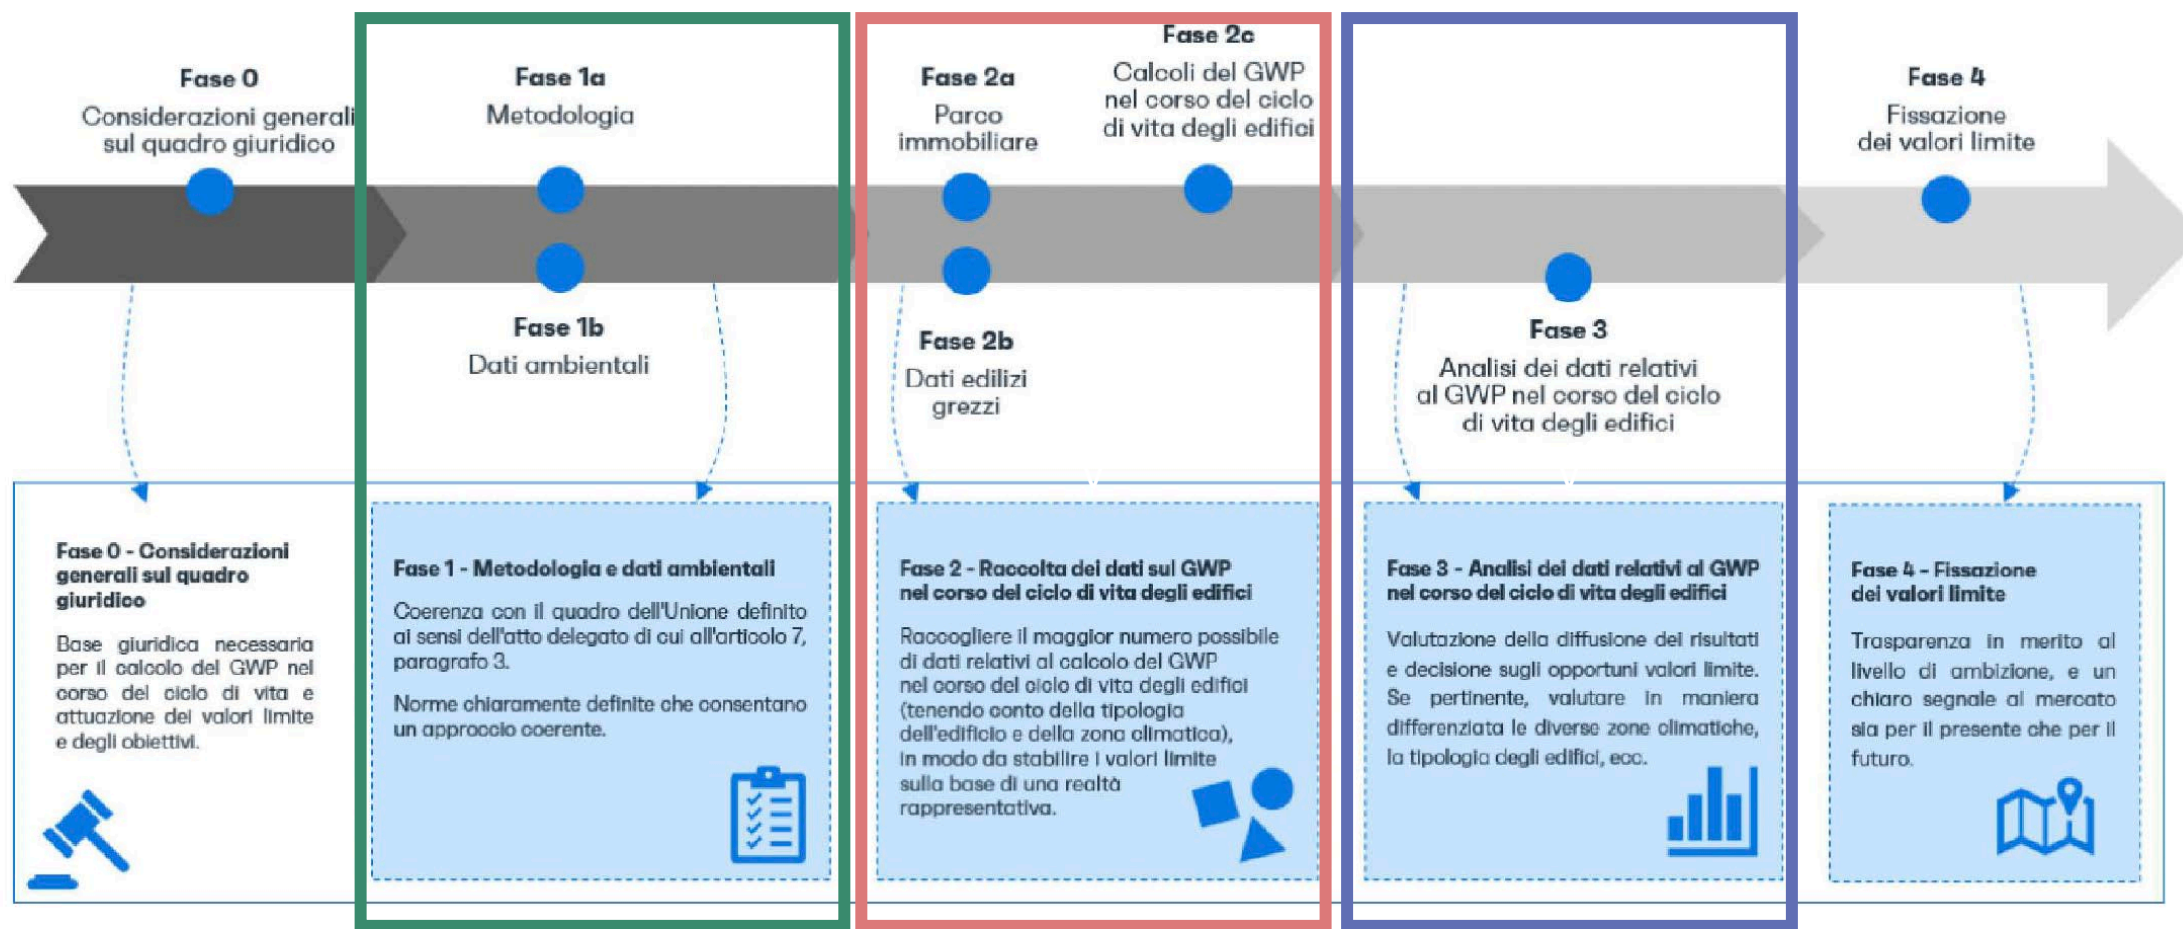 Fase 0
Considerazioni generali
sul quadro giuridico
Fase 1a
Metodologia
Fase 1b
Dati ambientali
Fase 2a
Parco
immobiliare
Fase 2b
Dati edilizi
grezzi
Fase 2c
Calcoli del GWP
nel corso del ciclo
di vita degli edifici
Fase 3
Analisi dei dati relativi
al GWP nel corso del ciclo
di vita degli edifici
Fase 4
Fissazione
dei valori limite
Fase 0 - Considerazioni
generali sul quadro
giuridico
Base giuridica necessaria
per il calcolo del GWP nel
corso del ciclo di vita e
attuazione dei valori limite
e degli obiettivi.
Fase 1 - Metodologia e dati ambientali
Coerenza con il quadro dell'Unione definito
ai sensi dell'atto delegato di cui all'articolo 7,
paragrafo 3.
Norme chiaramente definite che consentano
un approccio coerente.
Fase 2 - Raccolta dei dati sul GWP
nel corso del ciclo di vita degli edifici
Raccogliere il maggior numero possibile
di dati relativi al calcolo del GWP
nel corso del ciclo di vita degli edifici
(tenendo conto della tipologia
dell'edificio e della zona climatica),
in modo da stabilire i valori limite
sulla base di una realtà
rappresentativa.
Fase 3 - Analisi dei dati relativi al GWP
nel corso del ciclo di vita degli edifici
Valutazione della diffusione dei risultati
e decisione sugli opportuni valori limite.
Se pertinente, valutare in maniera
differenziata le diverse zone climatiche,
la tipologia degli edifici, ecc.
Fase 4 - Fissazione
dei valori limite
Trasparenza in merito al
livello di ambizione, e un
chiaro segnale al mercato
sia per il presente che per il
futuro.